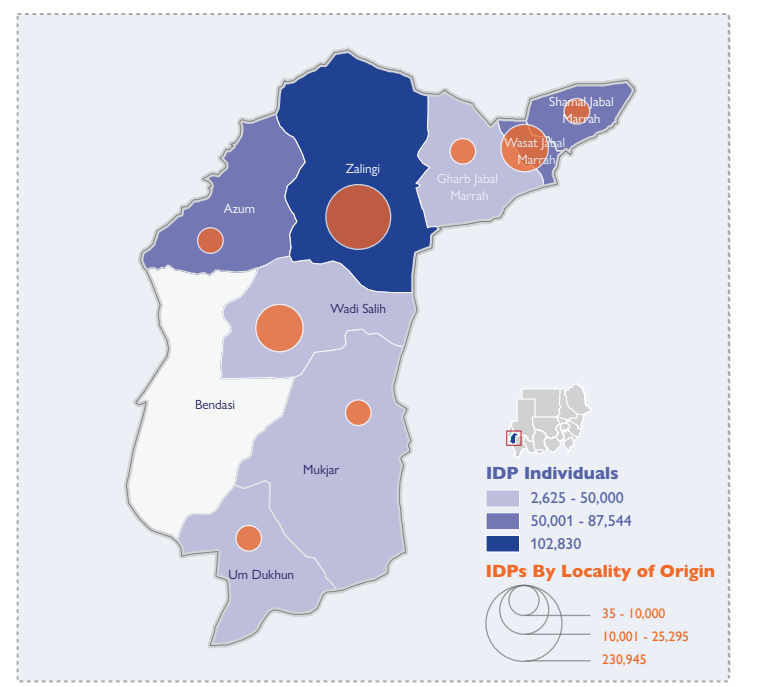 Shamal Jabal
Marrah
Wasat Jabal
Marrah
Zalingi
Gharb Jabal
Marrah
Azum
Wadi Salih
Bendasi
Mukjar
Um Dukhun
IDP Individuals
2,625 - 50,000
50,001 - 87,544
102,830
IDPs By Locality of Origin
35 - 10,000
10,001 - 25,295
230,945